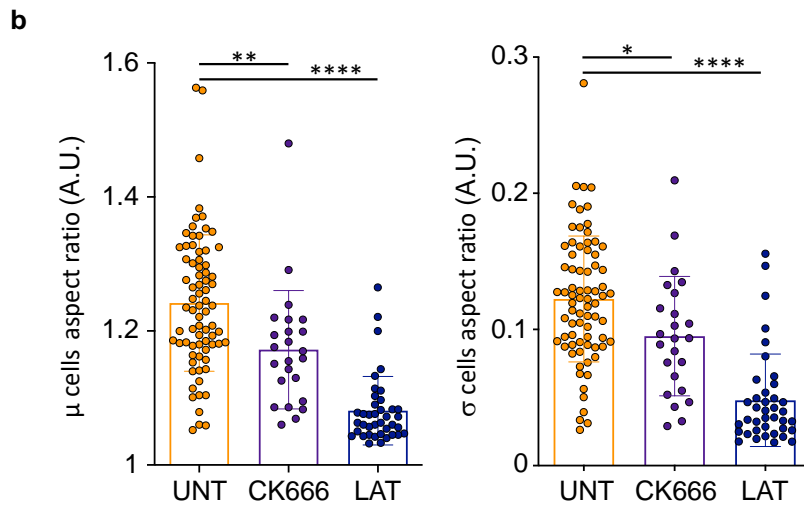 b
μ cells aspect ratio (A.U.)
1.6
1.4
1.2
1
**
****
UNT CK666 LAT
σ cells aspect ratio (A.U.)
0.3
0.2
0.1
0
*
****
UNT CK666 LAT